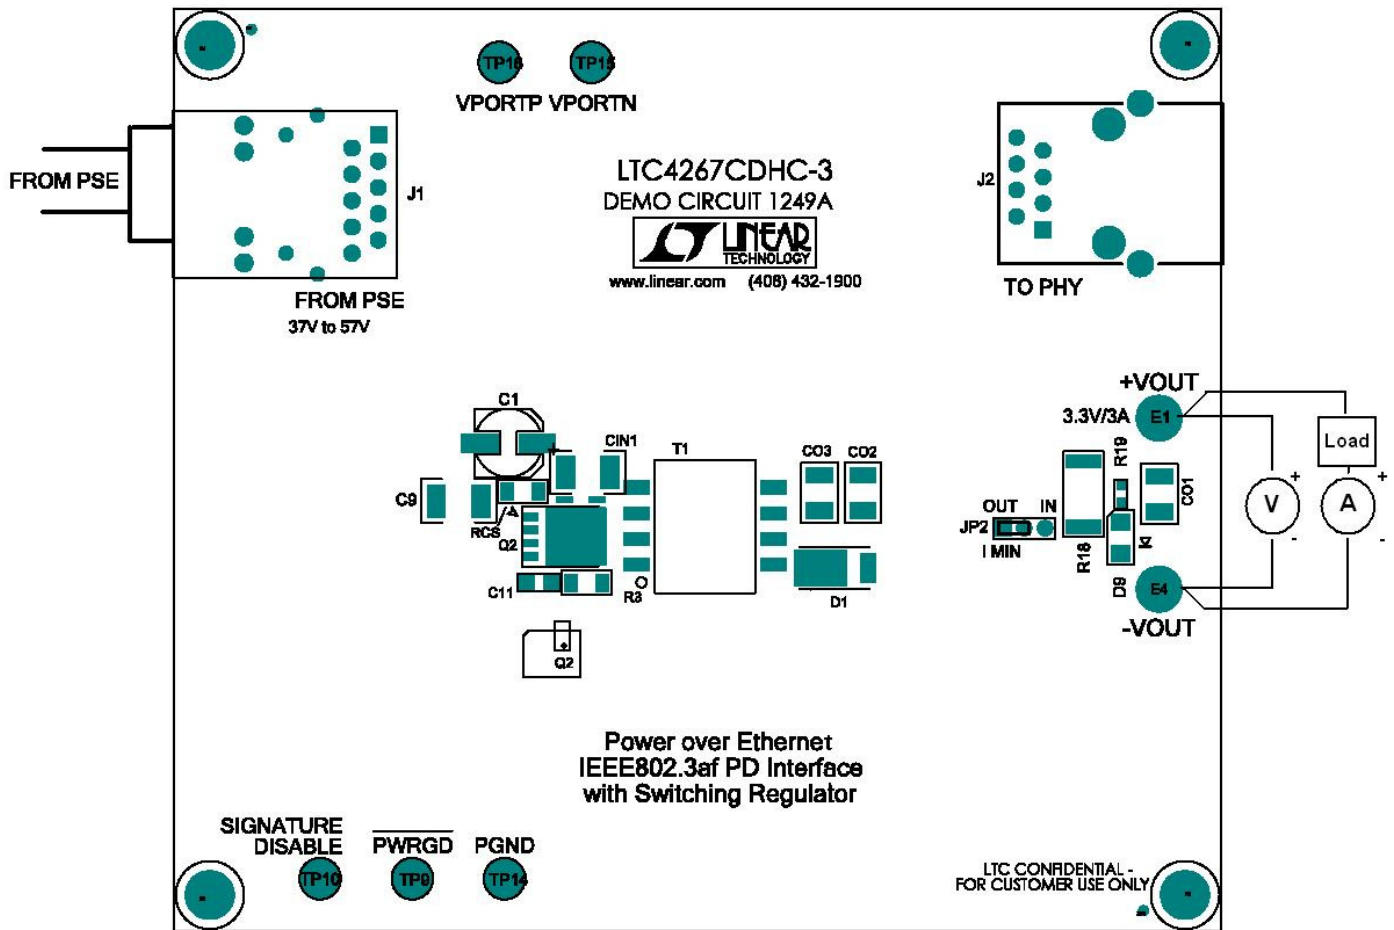 TP16
TP15
VPORTP VPORTN
FROM PSE
J1
FROM PSE
37V to 57V
LTC4267CDHC-3
DEMO CIRCUIT 1249A
LT LINEAR
TECHNOLOGY
www.linear.com (408) 432-1900
J2
TO PHY
+VOUT
3.3V/3A
E1
Load
C1
+
CIN1
T1
CO3
CO2
R19
CO1
C9
RCS
Q2
OUT
IN
JP2
I MIN
R18
V
+
-
A
+
-
C11
R3
D1
D9
E4
-VOUT
Q2
Power over Ethernet
IEEE802.3af PD Interface
with Switching Regulator
SIGNATURE
DISABLE
PWRGD
PGND
TP10
TP9
TP14
LTC CONFIDENTIAL -
FOR CUSTOMER USE ONLY